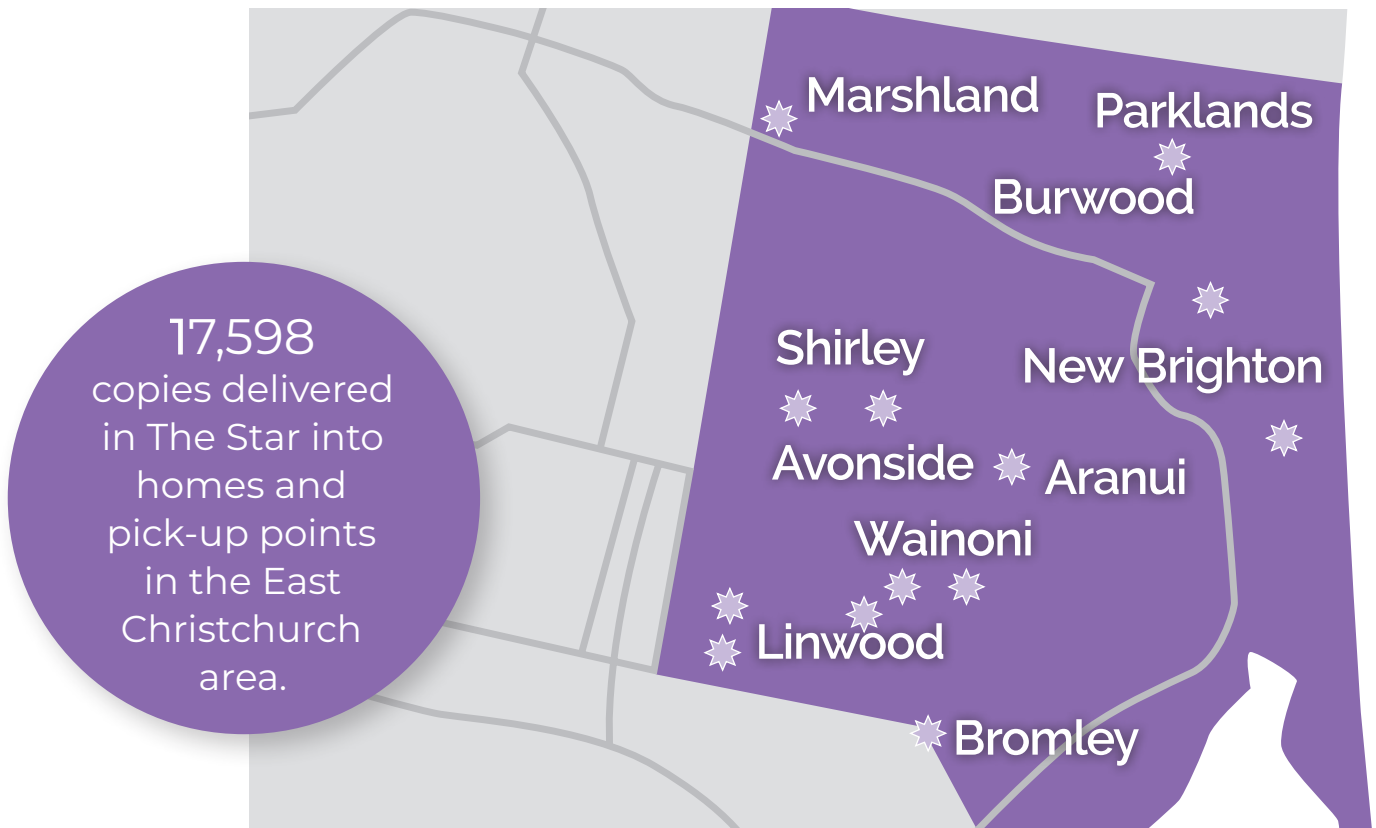 Marshland
Parklands
Burwood
17,598
copies delivered
in The Star into
homes and
pick-up points
in the East
Christchurch
area.
Shirley
New Brighton
Avonside
Aranui
Wainoni
Linwood
Bromley